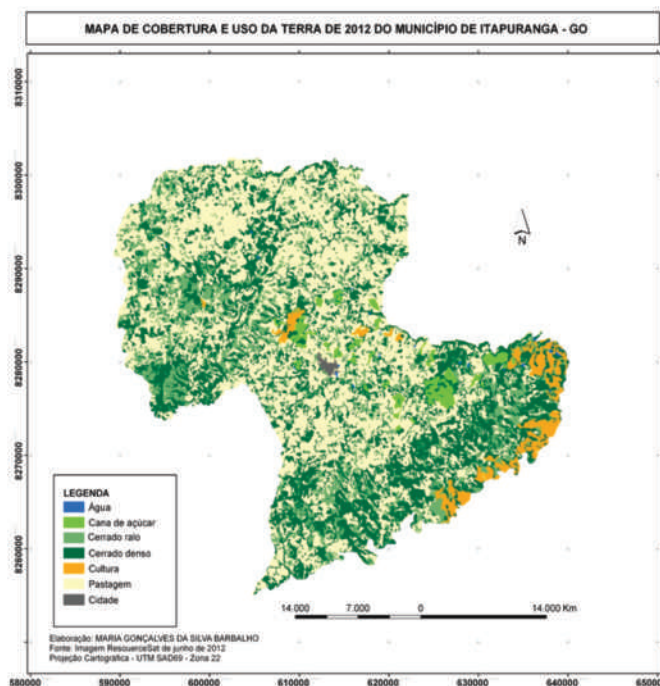 MAPA DE COBERTURA E USO DA TERRA DE 2012 DO MUNICÍPIO DE ITAPURANGA - GO
8310000
8300000
8290000
8280000
8270000
8260000
N
LEGENDA
Água
Cana de açúcar
Cerrado ralo
Cerrado denso
Cultura
Pastagem
Cidade
14.000 7.000 0 14.000 Km
Elaboração: MARIA GONÇALVES DA SILVA BARBALHO
Fonte: Imagem ResouerceSat de junho de 2012
Projeção Cartográfica - UTM SAD69 - Zona 22
580000 590000 600000 610000 620000 630000 640000 65000